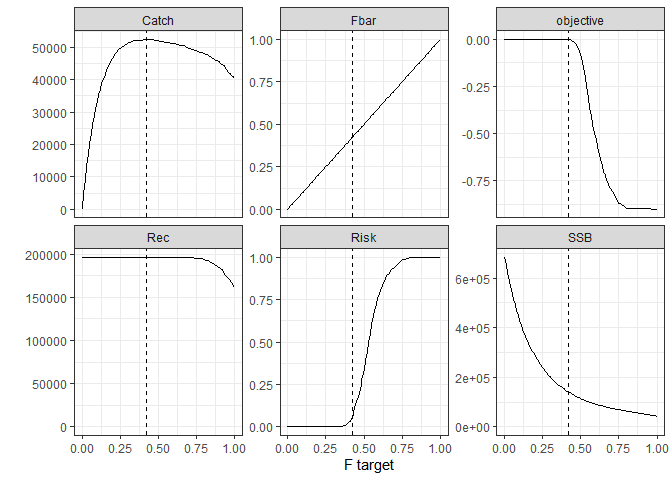 Catch
Fbar
objective
50000
40000
30000
20000
10000
0
1.00
0.75
0.50
0.25
0.00
0.00
-0.25
-0.50
-0.75
Rec
Risk
SSB
200000
150000
100000
50000
0
1.00
0.75
0.50
0.25
0.00
6e+05
4e+05
2e+05
0e+00
0.00 0.25 0.50 0.75 1.00
0.00 0.25 0.50 0.75 1.00
0.00 0.25 0.50 0.75 1.00
F target